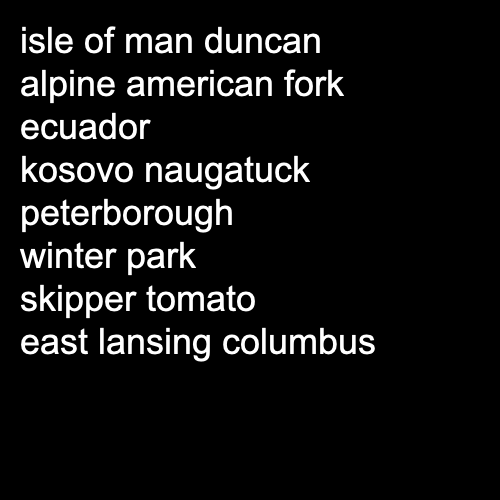 isle of man duncan
alpine american fork
ecuador
kosovo naugatuck
peterborough
winter park
skipper tomato
east lansing columbus